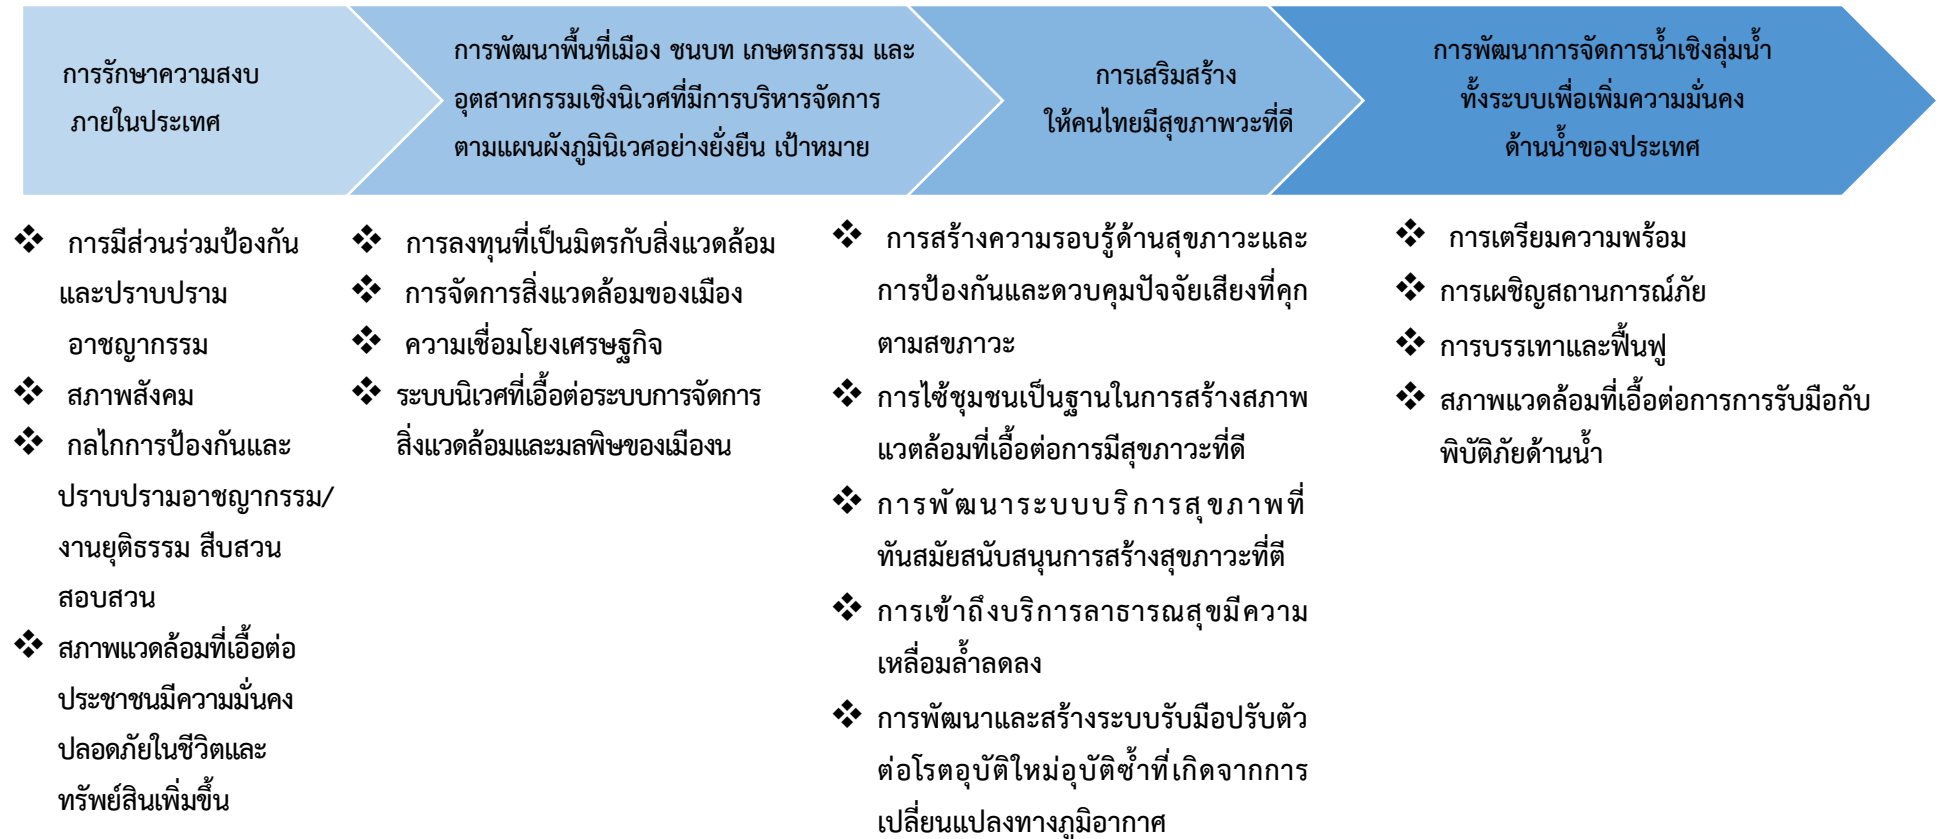 การรักษาความสงบ
ภายในประเทศ
การพัฒนาพื้นที่เมือง ชนบท เกษตรกรรม และ
อุตสาหกรรมเชิงนิเวศที่มีการบริหารจัดการ
ตามแผนผังภูมินิเวศอย่างยั่งยืน เป้าหมาย
การเสริมสร้าง
ให้คนไทยมีสุขภาพวะที่ดี
การพัฒนาการจัดการน้ำเชิงลุ่มน้ำ
ทั้งระบบเพื่อเพิ่มความมั่นคง
ด้านน้ำของประเทศ
❖ การมีส่วนร่วมป้องกัน
และปราบปราม
อาชญากรรม
❖ สภาพสังคม
❖ กลไกการป้องกันและ
ปราบปรามอาชญากรรม/
งานยุติธรรม สืบสวน
สอบสวน
❖ สภาพแวดล้อมที่เอื้อต่อ
ประชาชนมีความมั่นคง
ปลอดภัยในชีวิตและ
ทรัพย์สินเพิ่มขึ้น
❖ การลงทุนที่เป็นมิตรกับสิ่งแวดล้อม
❖ การจัดการสิ่งแวดล้อมของเมือง
❖ ความเชื่อมโยงเศรษฐกิจ
❖ ระบบนิเวศที่เอื้อต่อระบบการจัดการ
สิ่งแวดล้อมและมลพิษของเมืองน
❖ การสร้างความรอบรู้ด้านสุขภาวะและ
การป้องกันและดวบคุมปัจจัยเสียงที่คุก
ตามสขภาวะ
❖ การไช้ชุมชนเป็นฐานในการสร้างสภาพ
แวตล้อมที่เอื้อต่อการมีสุขภาวะที่ดี
❖ การพัฒนาระบบบริการสุขภาพที่
ทันสมัยสนับสนุนการสร้างสุขภาวะที่ตี
❖ การเข้าถึงบริการลาธารณสุขมีความ
เหลื่อมล้ำลดลง
❖ การพัฒนาและสร้างระบบรับมือปรับตัว
ต่อโรตอุบัติใหม่อุบัติซ้ำที่เกิดจากการ
เปลี่ยนแปลงทางภูมิอากาศ
❖ การเตรียมความพร้อม
❖ การเผชิญสถานการณ์ภัย
❖ การบรรเทาและฟื้นฟู
❖ สภาพแวดล้อมที่เอื้อต่อการการรับมือกับ
พิบัติภัยด้านน้ำ